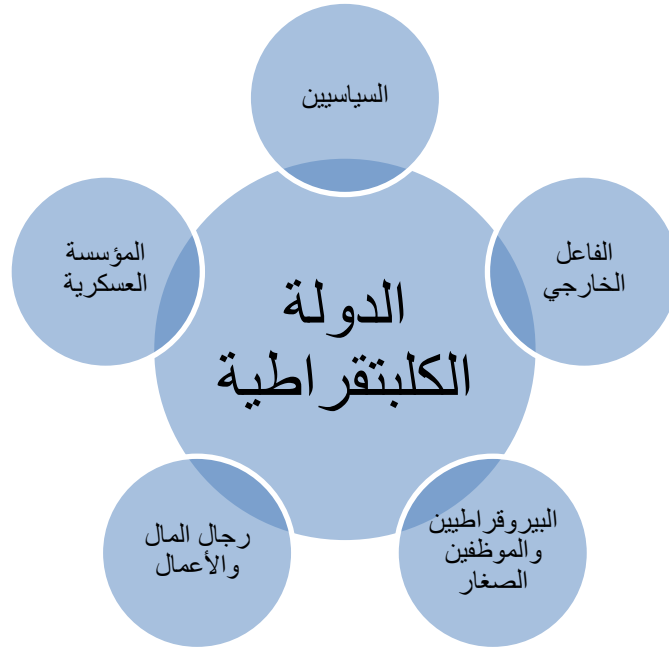 السياسيين
الفاعل
الخارجي
المؤسسة
العسكرية
الدولة
الكلبتقراطية
البيروقراطيين
والموظفين
الصغار
رجال المال
والأعمال